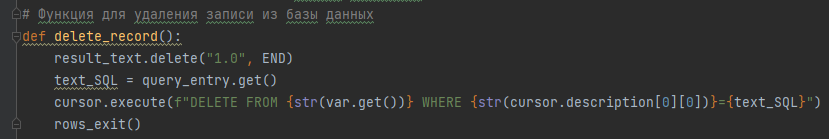 # Функция для удаления записи из базы данных
def delete_record():
    result_text.delete("1.0", END)
    text_SQL = query_entry.get()
    cursor.execute(f"DELETE FROM {str(var.get())} WHERE {str(cursor.description[0][0])}={text_SQL}")
    rows_exit()